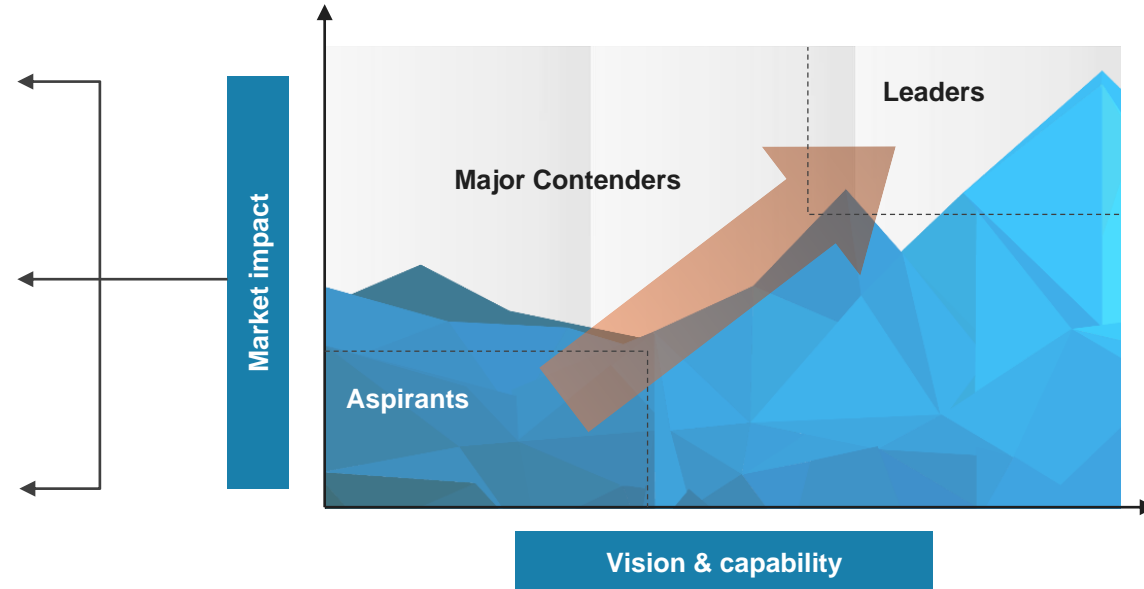 Leaders
Major Contenders
Market impact
Aspirants
Vision & capability